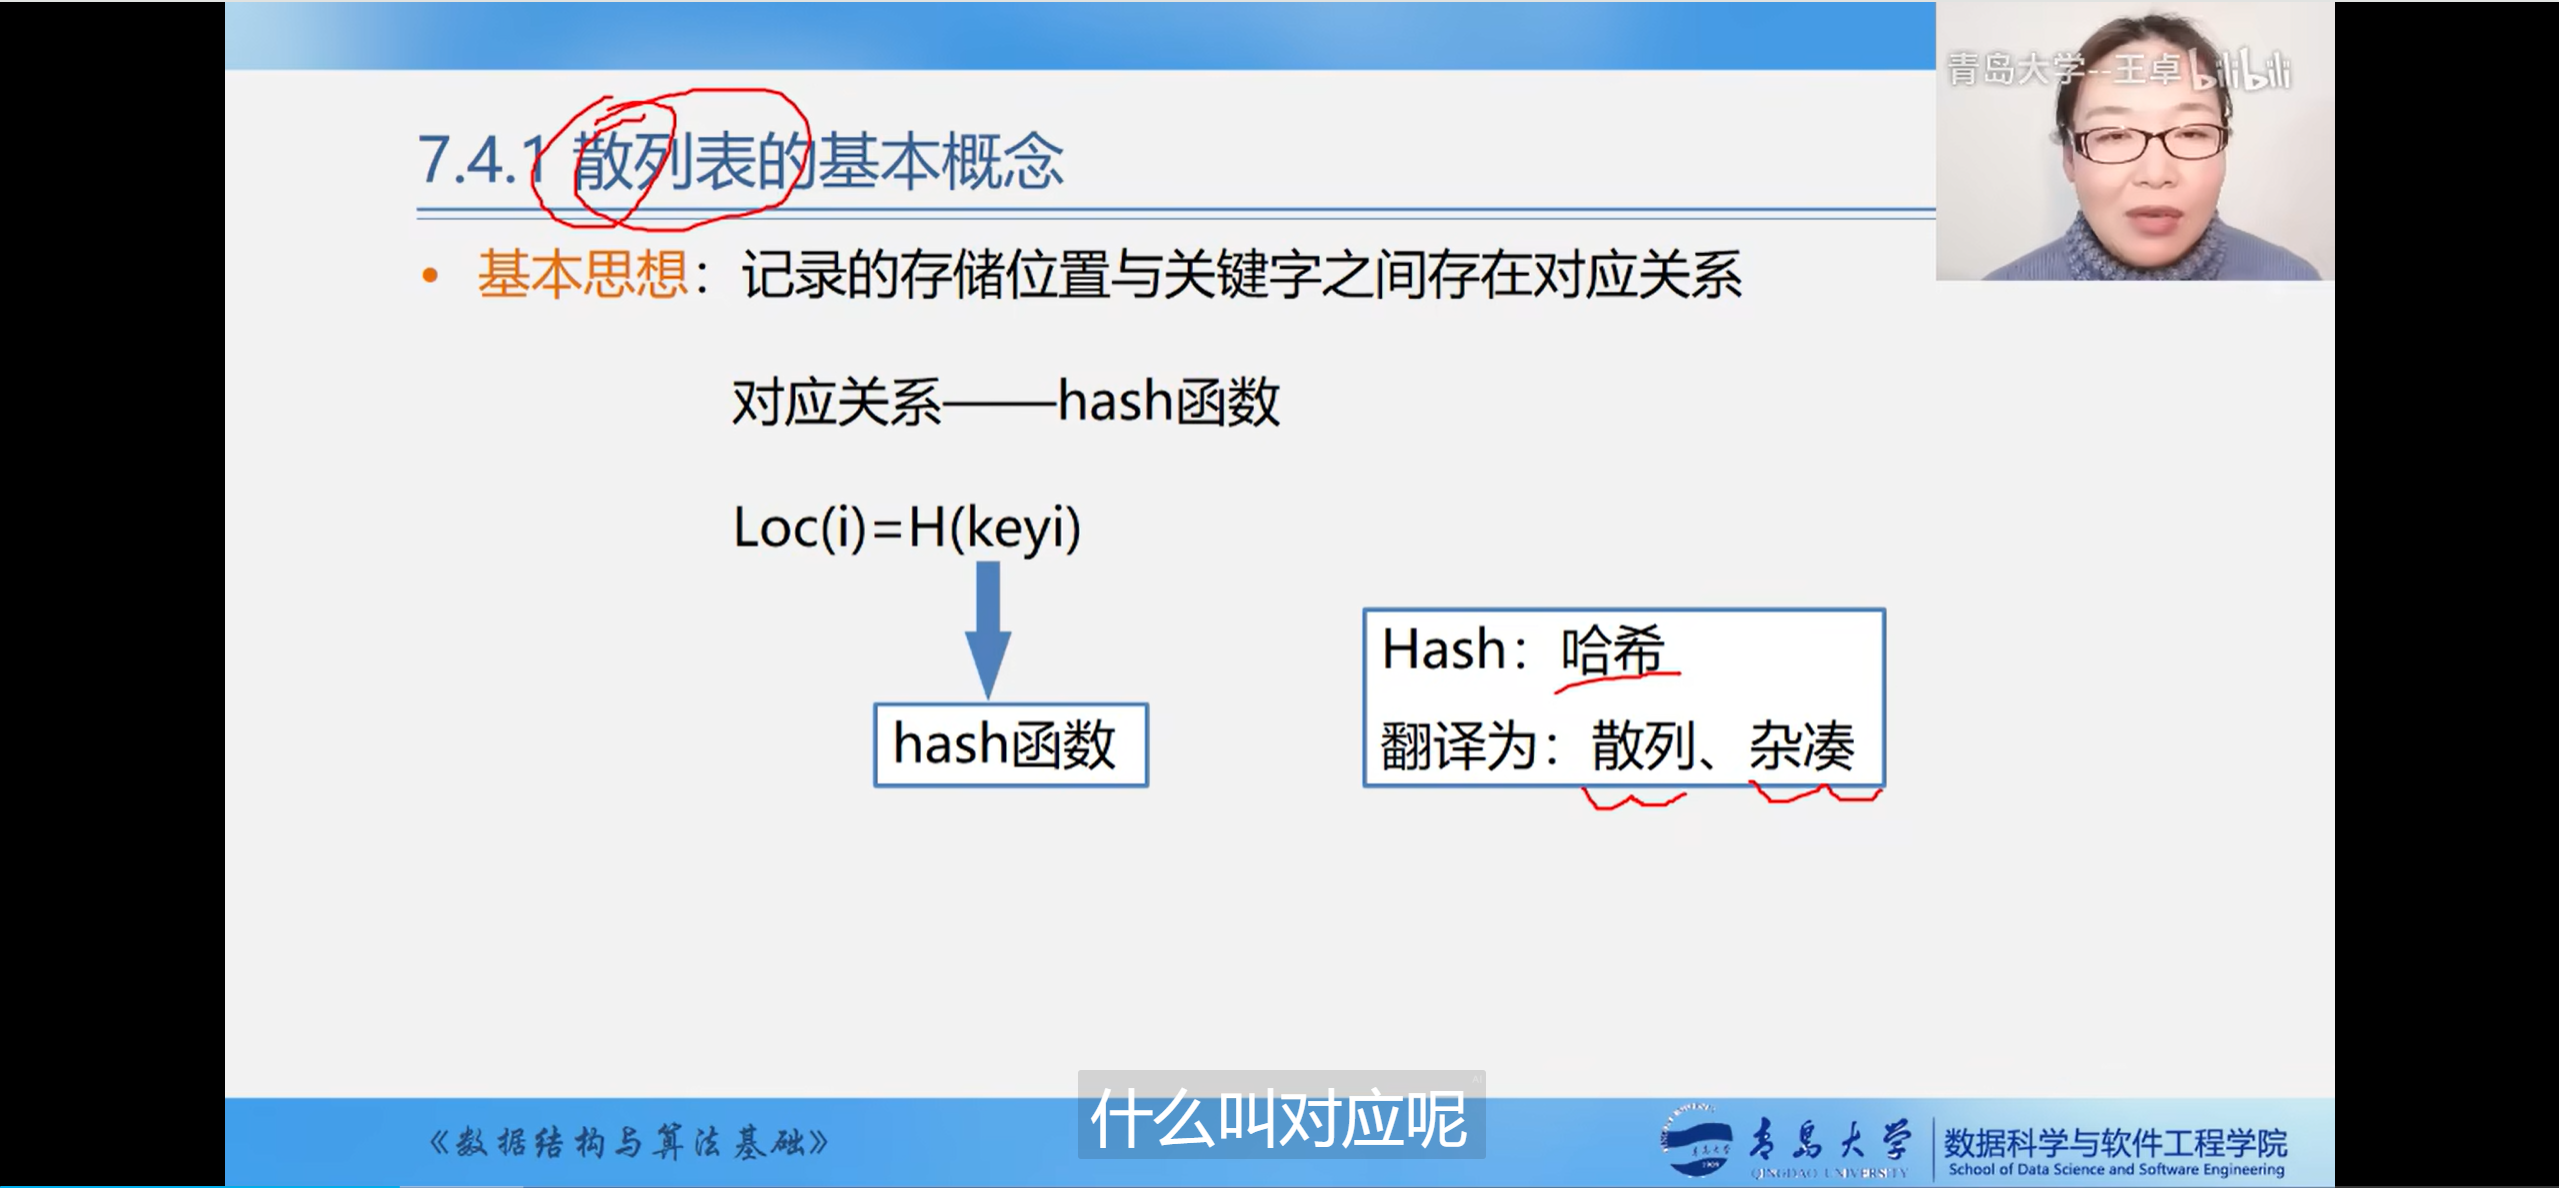 青岛大学--王卓 bilibili
7.4.1 散列表的基本概念
• 基本思想：记录的存储位置与关键字之间存在对应关系
对应关系——hash函数
Loc(i)=H(keyi)
hash函数
Hash：哈希
翻译为：散列、杂凑
什么叫对应呢
《数据结构与算法基础》
青岛大学
QINGDAO UNIVERSITY
数据科学与软件工程学院
School of Data Science and Software Engineering